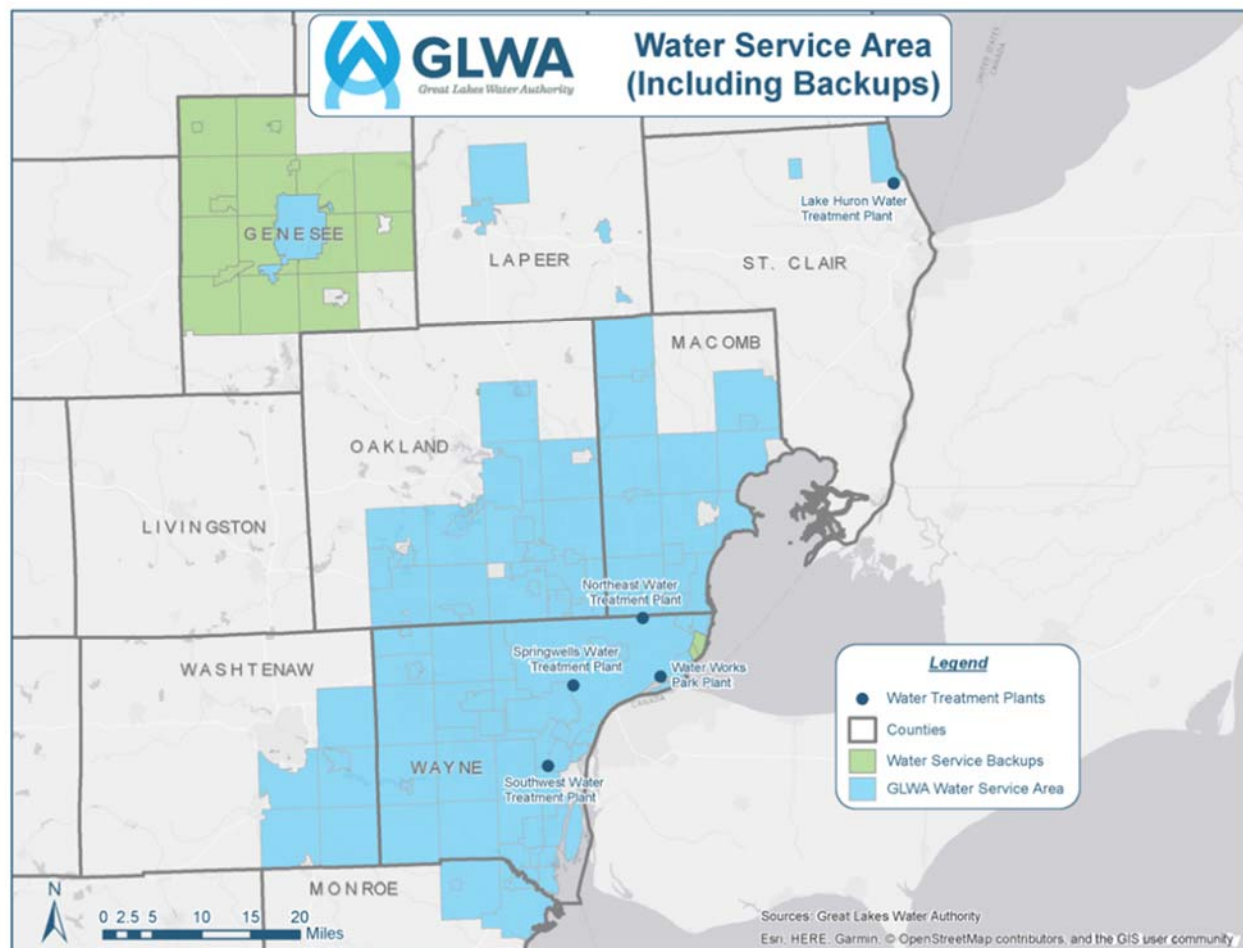 GLWA
Great Lakes Water Authority
Water Service Area
(Including Backups)
UNITED STATES
CANADA
Lake Huron Water
Treatment Plant
GENESEE
LAPEER
ST. CLAIR
MACOMB
OAKLAND
LIVINGSTON
Northeast Water
Treatment Plant
WASHTENAW
Springwells Water
Treatment Plant
Water Works
Park Plant
CANADA
WAYNE
Southwest Water
Treatment Plant
MONROE
Legend
Water Treatment Plants
Counties
Water Service Backups
GLWA Water Service Area
N
0 2.5 5 10 15 20
Miles
Sources: Great Lakes Water Authority
Esri, HERE, Garmin, © OpenStreetMap contributors, and the GIS user community